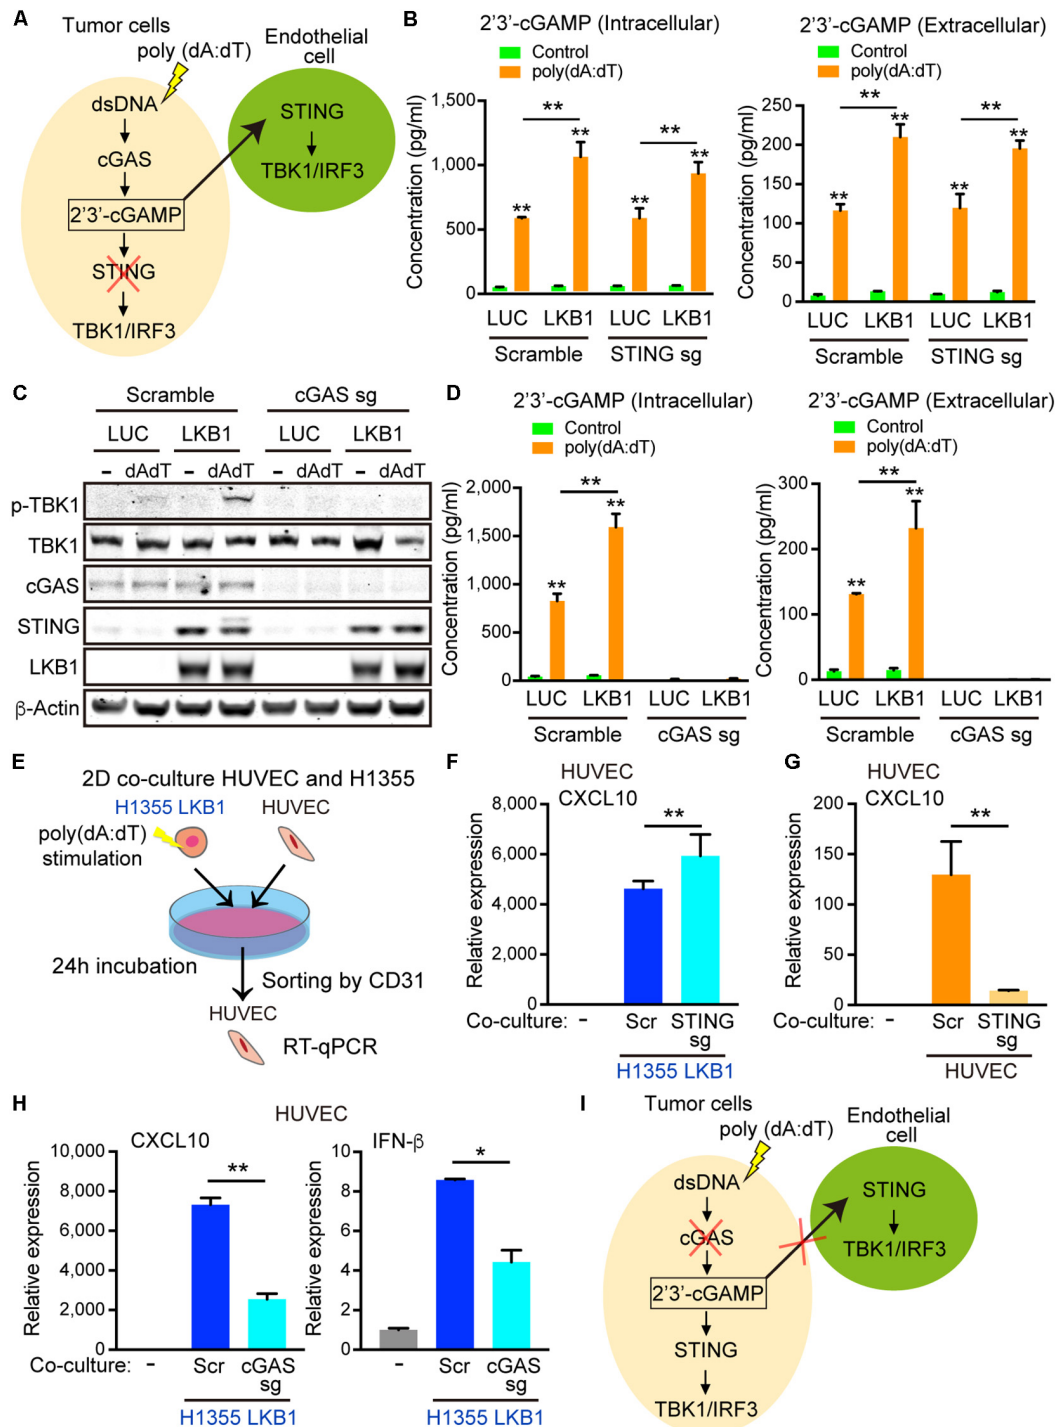 A
Tumor cells
poly (dA:dT)
Endothelial
cell
dsDNA
cGAS
2'3'-cGAMP
STING
TBK1/IRF3
STING
TBK1/IRF3
B
2'3'-cGAMP (Intracellular)
Control
poly(dA:dT)
Concentration (pg/ml)
1,500
1,000
500
0
**
**
**
**
**
**
LUC LKB1 LUC LKB1
Scramble STING sg
2'3'-cGAMP (Extracellular)
Control
poly(dA:dT)
Concentration (pg/ml)
250
200
150
100
50
0
**
**
**
**
**
**
LUC LKB1 LUC LKB1
Scramble STING sg
C
Scramble cGAS sg
LUC LKB1 LUC LKB1
– dAdT – dAdT – dAdT – dAdT
p-TBK1
TBK1
cGAS
STING
LKB1
β-Actin
D
2'3'-cGAMP (Intracellular)
Control
poly(dA:dT)
Concentration (pg/ml)
2,000
1,500
1,000
500
0
**
**
**
LUC LKB1 LUC LKB1
Scramble cGAS sg
2'3'-cGAMP (Extracellular)
Control
poly(dA:dT)
Concentration (pg/ml)
300
200
100
0
**
**
**
LUC LKB1 LUC LKB1
Scramble cGAS sg
E
2D co-culture HUVEC and H1355
H1355 LKB1 HUVEC
poly(dA:dT)
stimulation
24h incubation
Sorting by CD31
HUVEC
RT-qPCR
F
HUVEC
CXCL10
Relative expression
8,000
6,000
4,000
2,000
0
**
Co-culture: – Scr STING
sg
H1355 LKB1
G
HUVEC
CXCL10
Relative expression
200
150
100
50
0
**
Co-culture: – Scr STING
sg
HUVEC
H
HUVEC
CXCL10
Relative expression
10,000
8,000
6,000
4,000
2,000
0
**
Co-culture: – Scr cGAS
sg
H1355 LKB1
IFN-β
Relative expression
10
8
6
4
2
0
*
– Scr cGAS
sg
H1355 LKB1
I
Tumor cells
poly (dA:dT)
Endothelial
cell
dsDNA
cGAS
2'3'-cGAMP
STING
TBK1/IRF3
STING
TBK1/IRF3